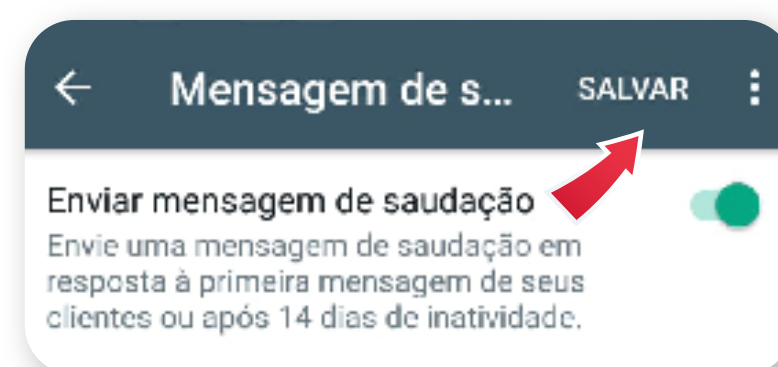 Mensagem de s... SALVAR
Enviar mensagem de saudação
Envie uma mensagem de saudação em
resposta à primeira mensagem de seus
clientes ou após 14 dias de inatividade.